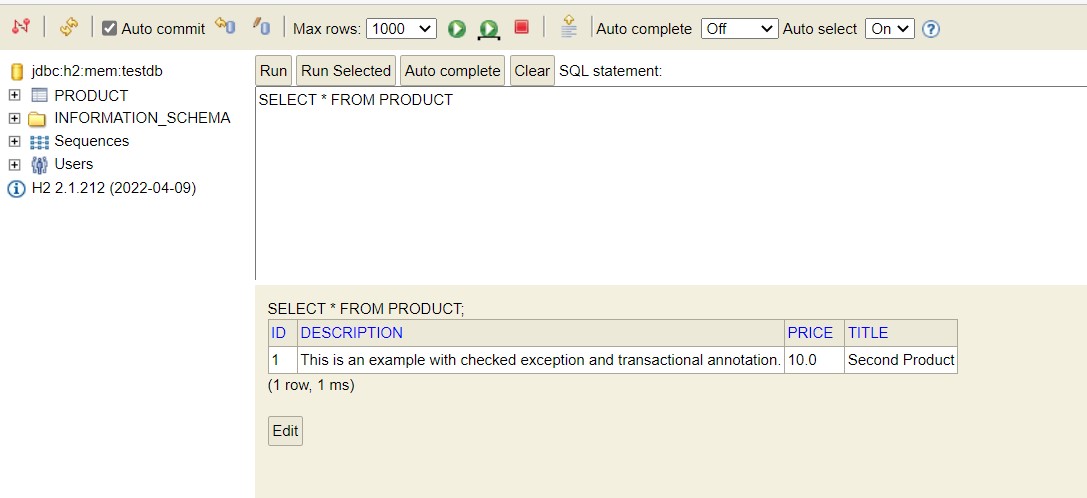 Auto commit Max rows: 1000 Auto complete Off Auto select On ?
jdbc:h2:mem:testdb
PRODUCT
INFORMATION_SCHEMA
Sequences
Users
H2 2.1.212 (2022-04-09)
Run Run Selected Auto complete Clear SQL statement:
SELECT * FROM PRODUCT
SELECT * FROM PRODUCT;
ID DESCRIPTION PRICE TITLE
1 This is an example with checked exception and transactional annotation. 10.0 Second Product
(1 row, 1 ms)
Edit